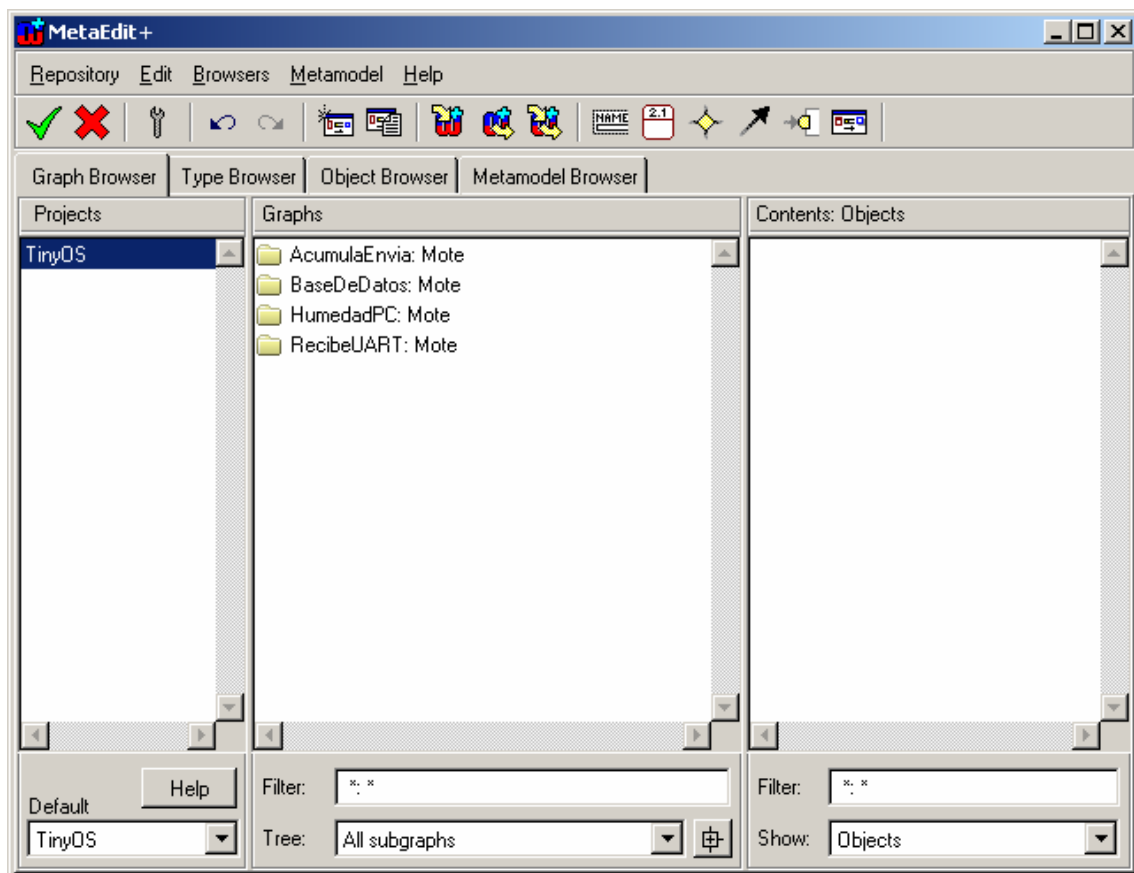 MetaEdit+
Repository Edit Browsers Metamodel Help
NAME 2.1
Graph Browser Type Browser Object Browser Metamodel Browser
Projects Graphs Contents: Objects
TinyOS
AcumulaEnvia: Mote
BaseDeDatos: Mote
HumedadPC: Mote
RecibeUART: Mote
Help
Default
TinyOS
Filter: *: *
Tree: All subgraphs
Filter: *: *
Show: Objects